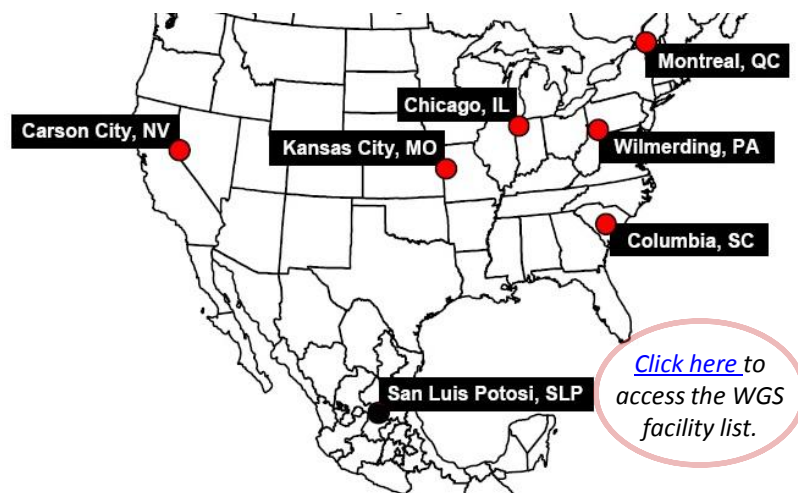 Montreal, QC
Chicago, IL
Carson City, NV
Kansas City, MO
Wilmerding, PA
Columbia, SC
San Luis Potosi, SLP
Click here to
access the WGS
facility list.